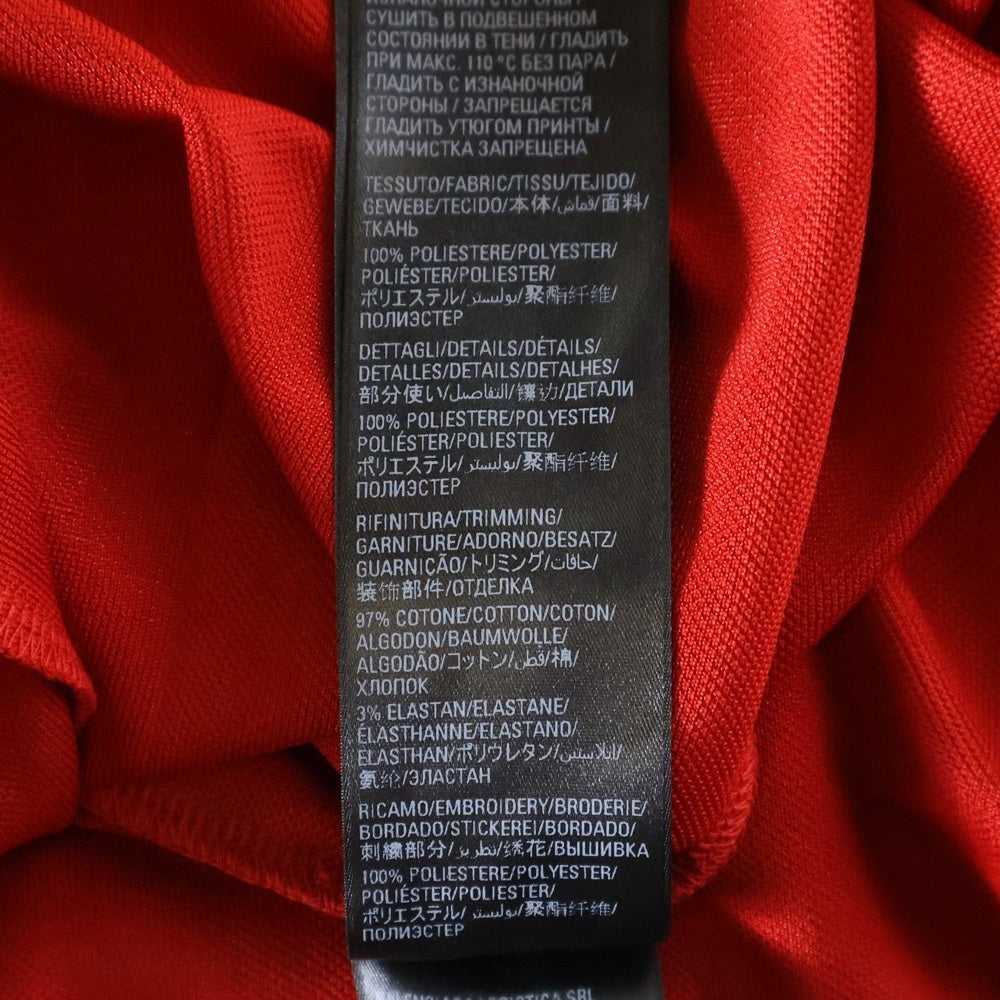 ИЗНАНОЧНОЙ СТОРОНЫ /
СУШИТЬ В ПОДВЕШЕННОМ
СОСТОЯНИИ В ТЕНИ / ГЛАДИТЬ
ПРИ МАКС. 110 °C БЕЗ ПАРА /
ГЛАДИТЬ С ИЗНАНОЧНОЙ
СТОРОНЫ / ЗАПРЕЩАЕТСЯ
ГЛАДИТЬ УТЮГОМ ПРИНТЫ /
ХИМЧИСТКА ЗАПРЕЩЕНА
TESSUTO/FABRIC/TISSU/TEJIDO/
GEWEBE/TECIDO/本体/قماش/面料/
ТКАНЬ
100% POLIESTERE/POLYESTER/
POLIÉSTER/POLIESTER/
ポリエステル/بوليستر/聚酯纤维/
ПОЛИЭСТЕР
DETTAGLI/DETAILS/DÉTAILS/
DETALLES/DETAILS/DETALHES/
部分使い/التفاصيل/镶边/ДЕТАЛИ
100% POLIESTERE/POLYESTER/
POLIÉSTER/POLIESTER/
ポリエステル/بوليستر/聚酯纤维/
ПОЛИЭСТЕР
RIFINITURA/TRIMMING/
GARNITURE/ADORNO/BESATZ/
GUARNIÇÃO/トリミング/حافات/
装饰部件/ОТДЕЛКА
97% COTONE/COTTON/COTON/
ALGODON/BAUMWOLLE/
ALGODÃO/コットン/قطن/棉/
ХЛОПОК
3% ELASTAN/ELASTANE/
ÉLASTHANNE/ELASTANO/
ELASTHAN/ポリウレタン/ايلاستين/
氨纶/ЭЛАСТАН
RICAMO/EMBROIDERY/BRODERIE/
BORDADO/STICKEREI/BORDADO/
刺繍部分/تطريز/绣花/ВЫШИВКА
100% POLIESTERE/POLYESTER/
POLIÉSTER/POLIESTER/
ポリエステル/بوليستر/聚酯纤维/
ПОЛИЭСТЕР
SRL